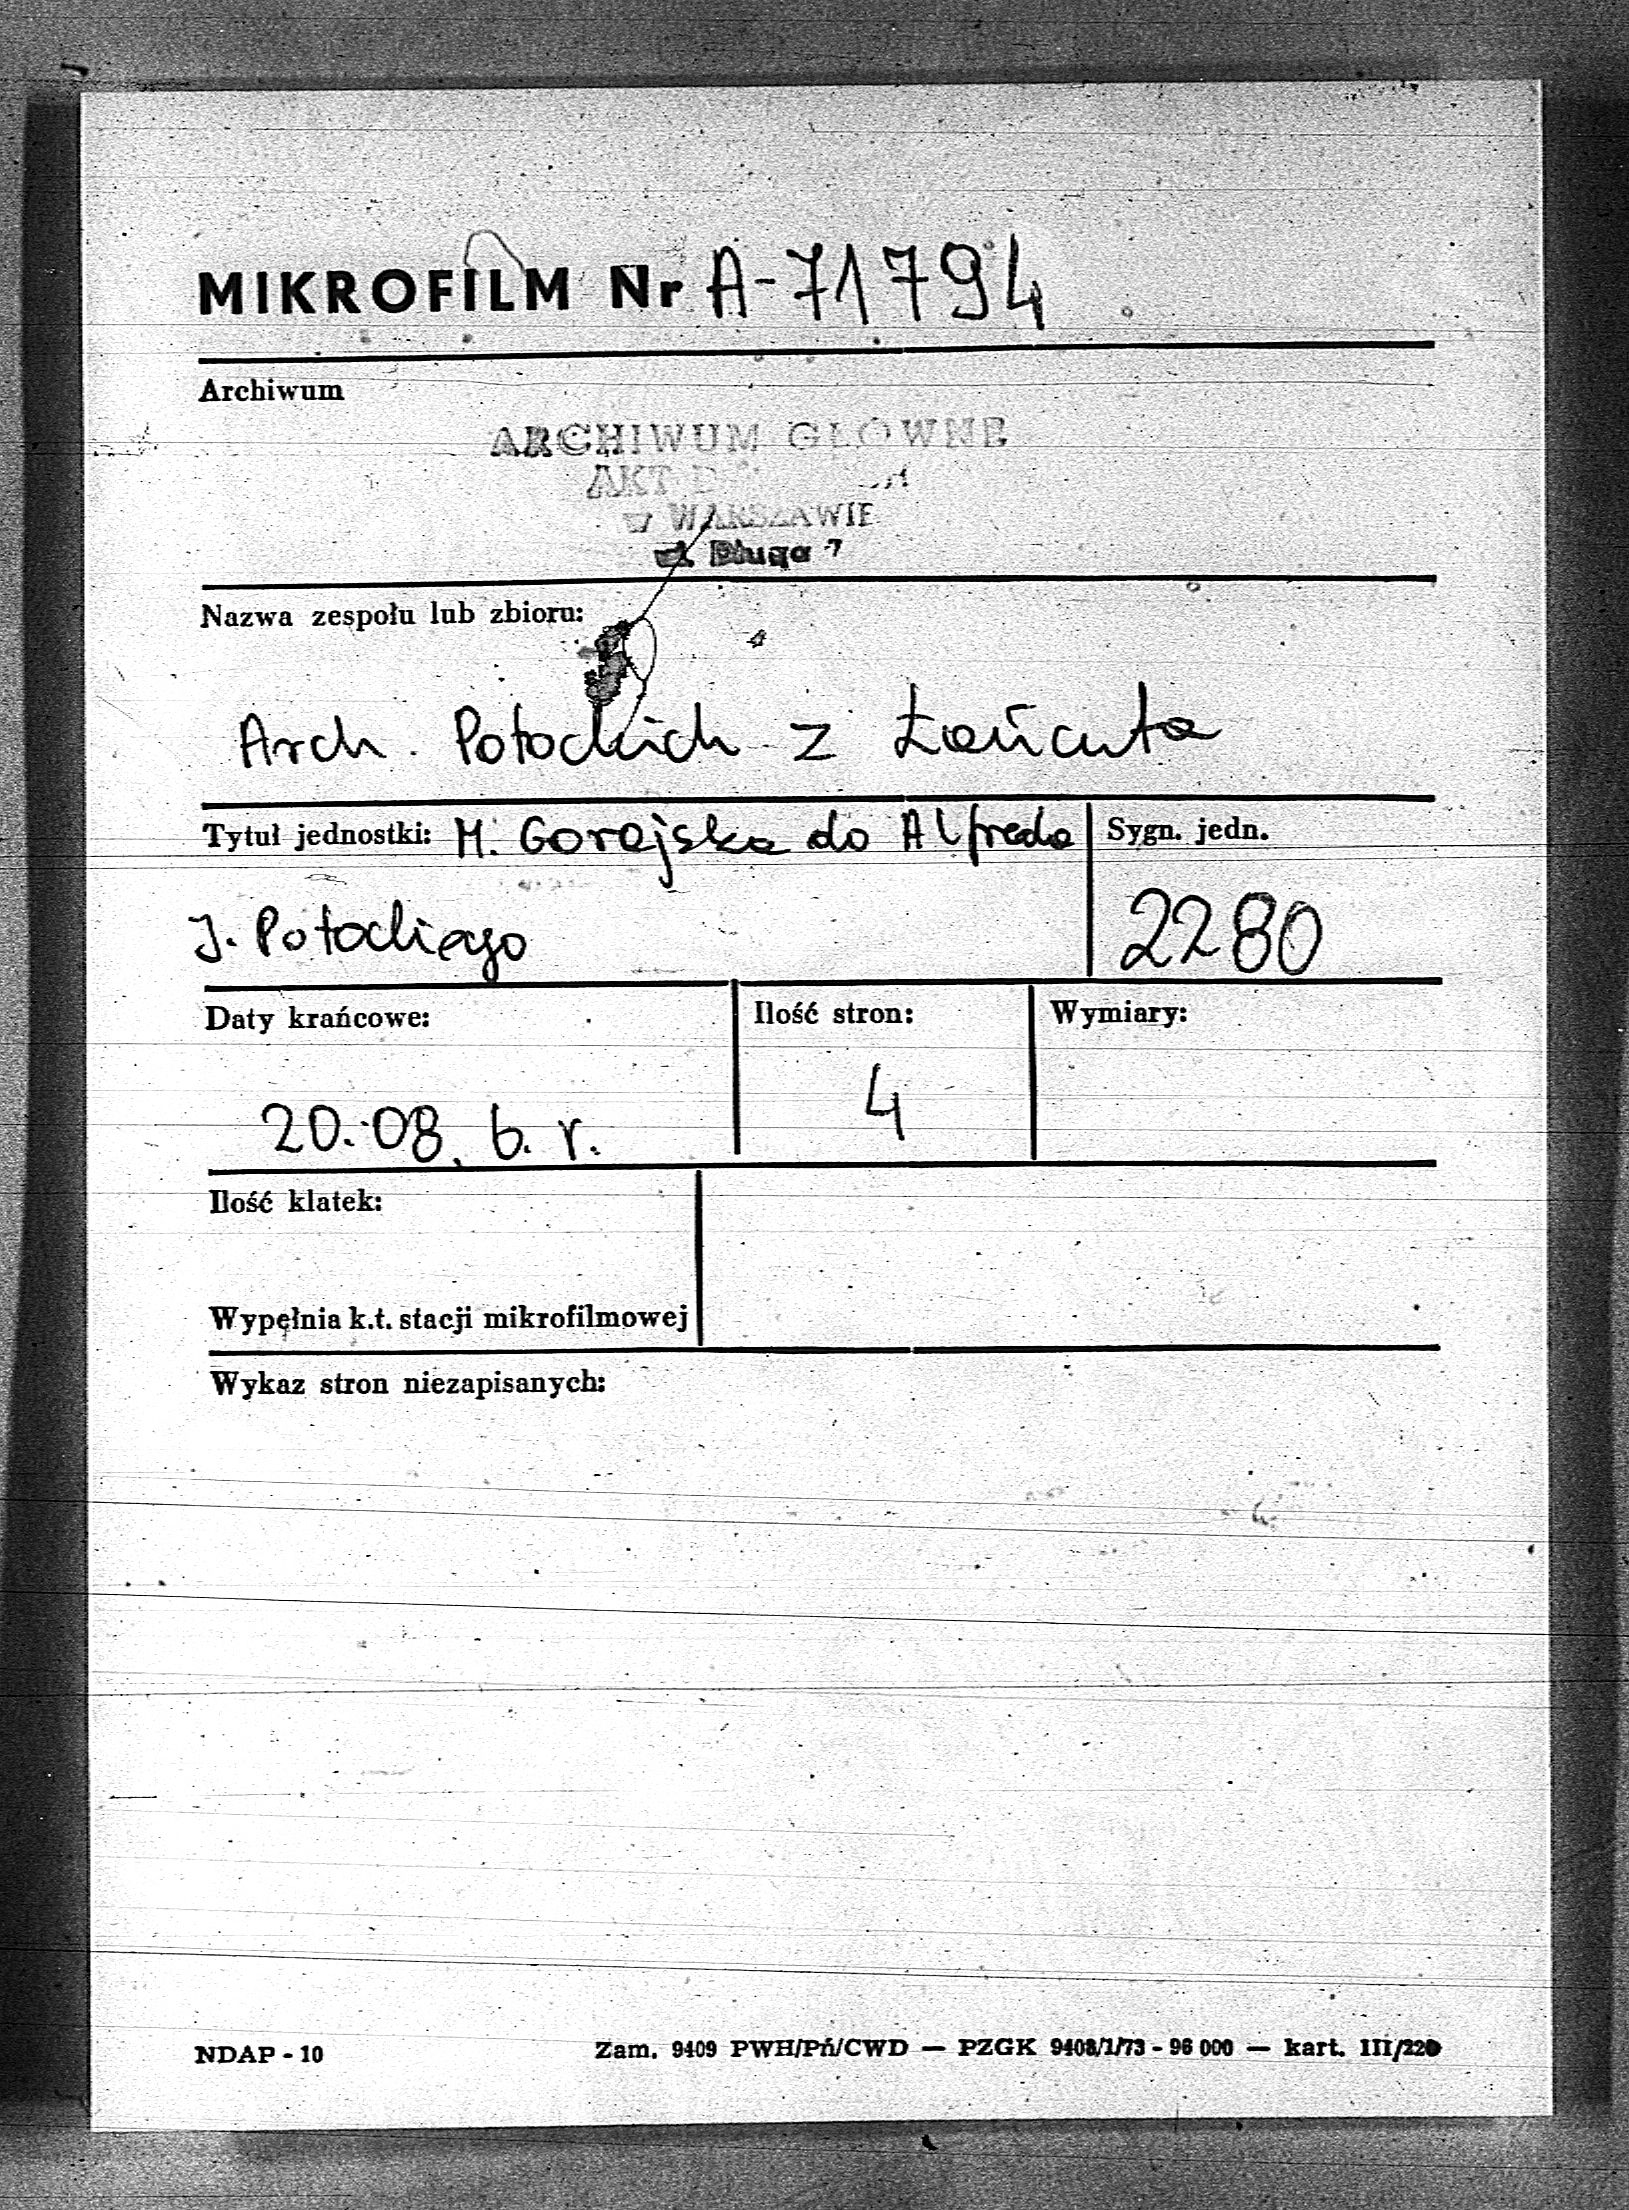 MIKROFILM Nr A-71794
Archiwum
ARCHIWUM GŁÓWNE
AKT
w WARSZAWIE
ul. Długa 7
Nazwa zespołu lub zbioru:
Arch. Potockich z Łańcuta
Tytuł jednostki: M. Gorajska do Alfreda
Sygn. jedn.
J. Potockiego
2280
Daty krańcowe:
Ilość stron:
Wymiary:
20.08. b. r.
4
Ilość klatek:
Wypełnia k.t. stacji mikrofilmowej
Wykaz stron niezapisanych:
NDAP - 10
Zam. 9409 PWH/Pń/CWD — PZGK 9408/1/73 - 96 000 — kart. III/220